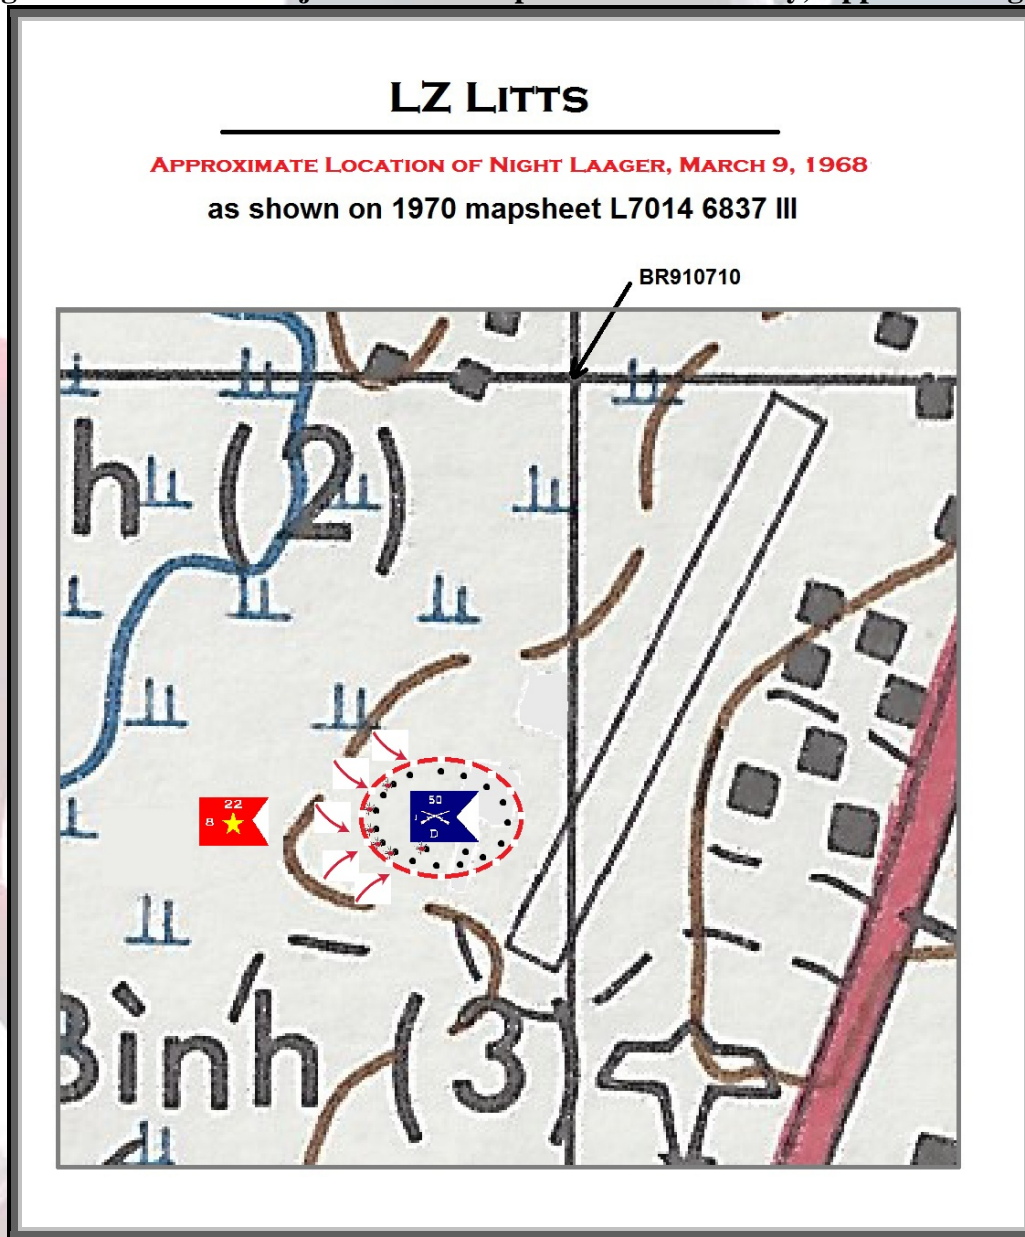 LZ LITTS
APPROXIMATE LOCATION OF NIGHT LAAGER, MARCH 9, 1968
as shown on 1970 mapsheet L7014 6837 III
BR910710
h (2)
22
8
50
1
D
Bình (3)